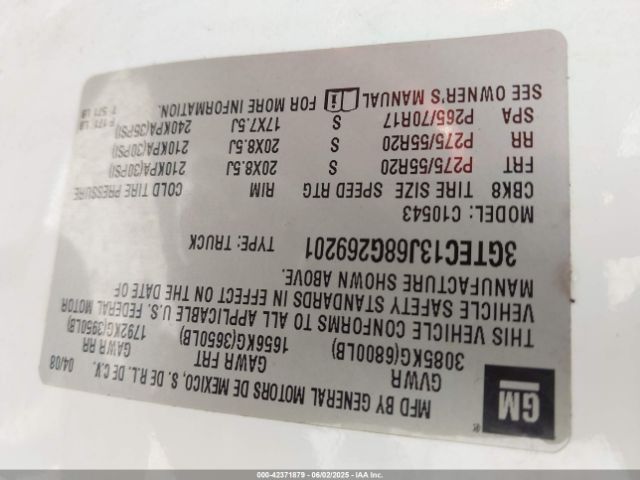 GM
®
MFD BY GENERAL MOTORS DE MEXICO, S. DE R.L. DE C.V.
04/08
GVWR GAWR FRT GAWR RR
3085KG(6800LB) 1656KG(3650LB) 1792KG(3950LB)
THIS VEHICLE CONFORMS TO ALL APPLICABLE U.S. FEDERAL MOTOR
VEHICLE SAFETY STANDARDS IN EFFECT ON THE DATE OF
MANUFACTURE SHOWN ABOVE.
3GTEC13J68G269201 TYPE: TRUCK
MODEL: C10543
CBK8 TIRE SIZE SPEED RTG RIM COLD TIRE PRESSURE
FRT P275/55R20 S 20X8.5J 210KPA(30PSI)
RR P275/55R20 S 20X8.5J 210KPA(30PSI)
SPA P265/70R17 S 17X7.5J 240KPA(35PSI)
SEE OWNER'S MANUAL FOR MORE INFORMATION.
F 171 LB
T 571 LB
000-42371879 | 06/02/2025 - IAA